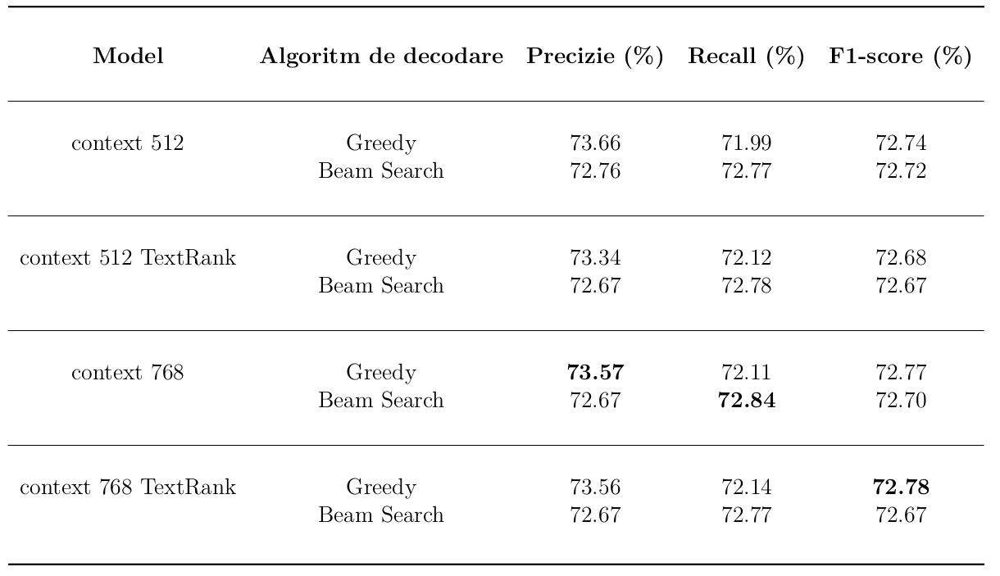 Model Algoritm de decodare Precizie (%) Recall (%) F1-score (%)
context 512 Greedy 73.66 71.99 72.74
Beam Search 72.76 72.77 72.72
context 512 TextRank Greedy 73.34 72.12 72.68
Beam Search 72.67 72.78 72.67
context 768 Greedy 73.57 72.11 72.77
Beam Search 72.67 72.84 72.70
context 768 TextRank Greedy 73.56 72.14 72.78
Beam Search 72.67 72.77 72.67